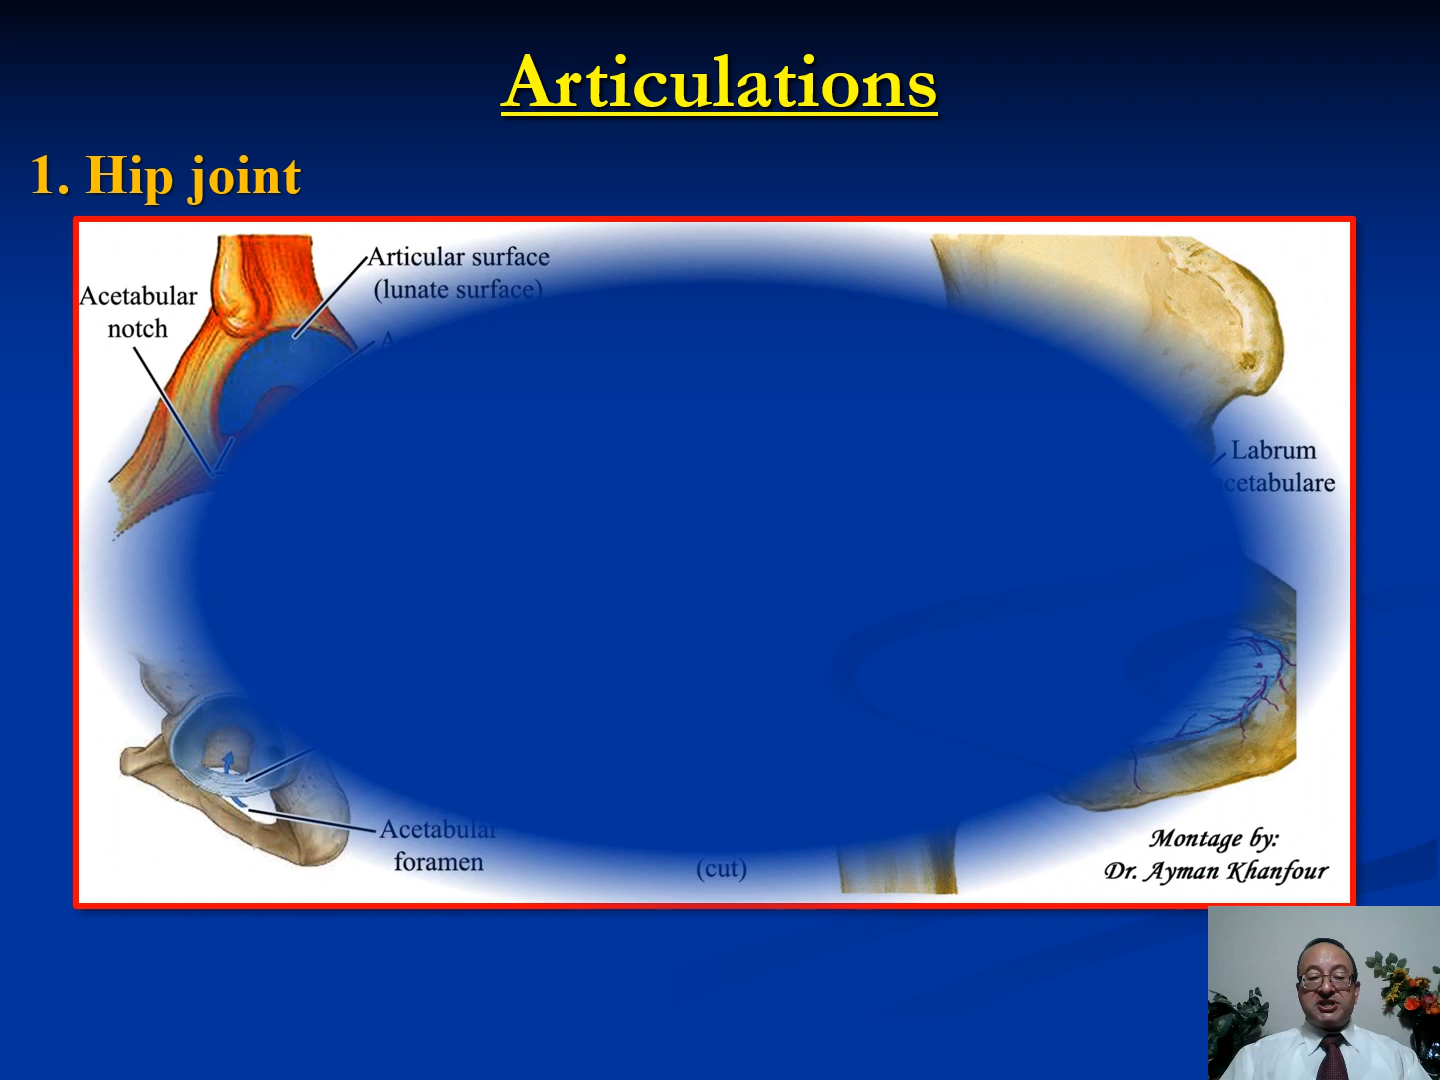 Articulations
1. Hip joint
Articular surface
(lunate surface)
Acetabular
notch
Labrum
acetabulare
Acetabular
foramen
(cut)
Montage by:
Dr. Ayman Khanfour